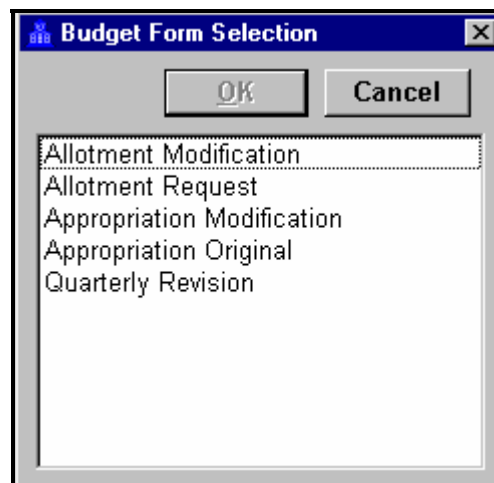 Budget Form Selection
OK
Cancel
Allotment Modification
Allotment Request
Appropriation Modification
Appropriation Original
Quarterly Revision